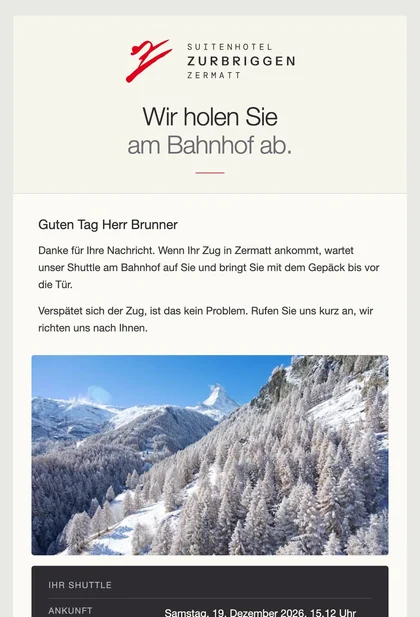 SUITENHOTEL
ZURBRIGGEN
ZERMATT
Wir holen Sie
am Bahnhof ab.
Guten Tag Herr Brunner
Danke für Ihre Nachricht. Wenn Ihr Zug in Zermatt ankommt, wartet
unser Shuttle am Bahnhof auf Sie und bringt Sie mit dem Gepäck bis vor
die Tür.
Verspätet sich der Zug, ist das kein Problem. Rufen Sie uns kurz an, wir
richten uns nach Ihnen.
IHR SHUTTLE
ANKUNFT Samstag, 19. Dezember 2026, 15.12 Uhr